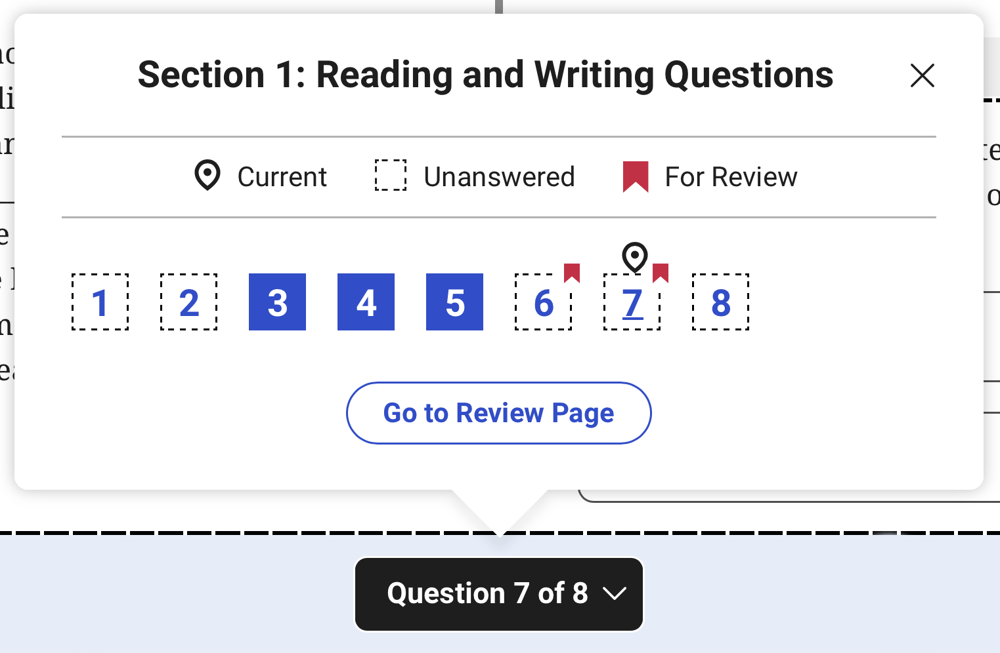 Section 1: Reading and Writing Questions
Current Unanswered For Review
1 2 3 4 5 6 7 8
Go to Review Page
Question 7 of 8